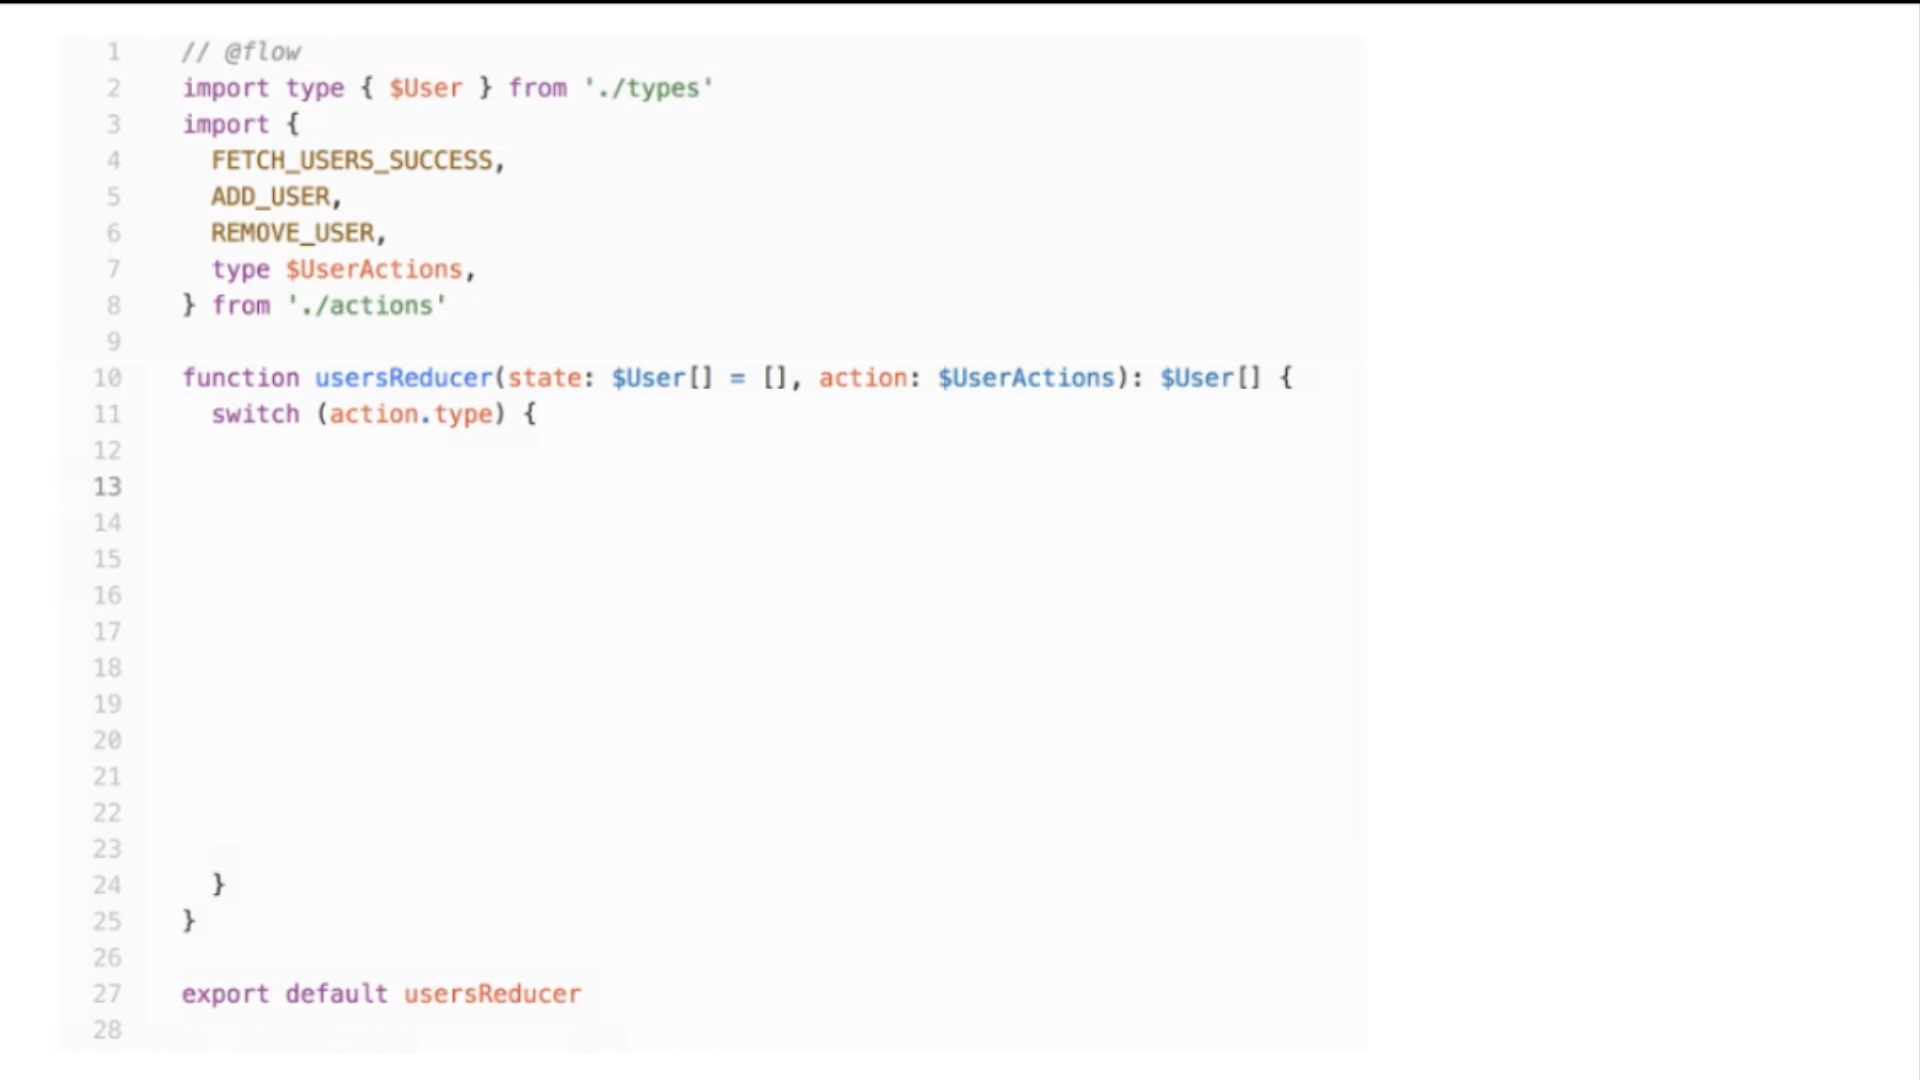 1 // @flow
2 import type { $User } from './types'
3 import {
4 FETCH_USERS_SUCCESS,
5 ADD_USER,
6 REMOVE_USER,
7 type $UserActions,
8 } from './actions'
9
10 function usersReducer(state: $User[] = [], action: $UserActions): $User[] {
11 switch (action.type) {
12
13
14
15
16
17
18
19
20
21
22
23
24 }
25 }
26
27 export default usersReducer
28